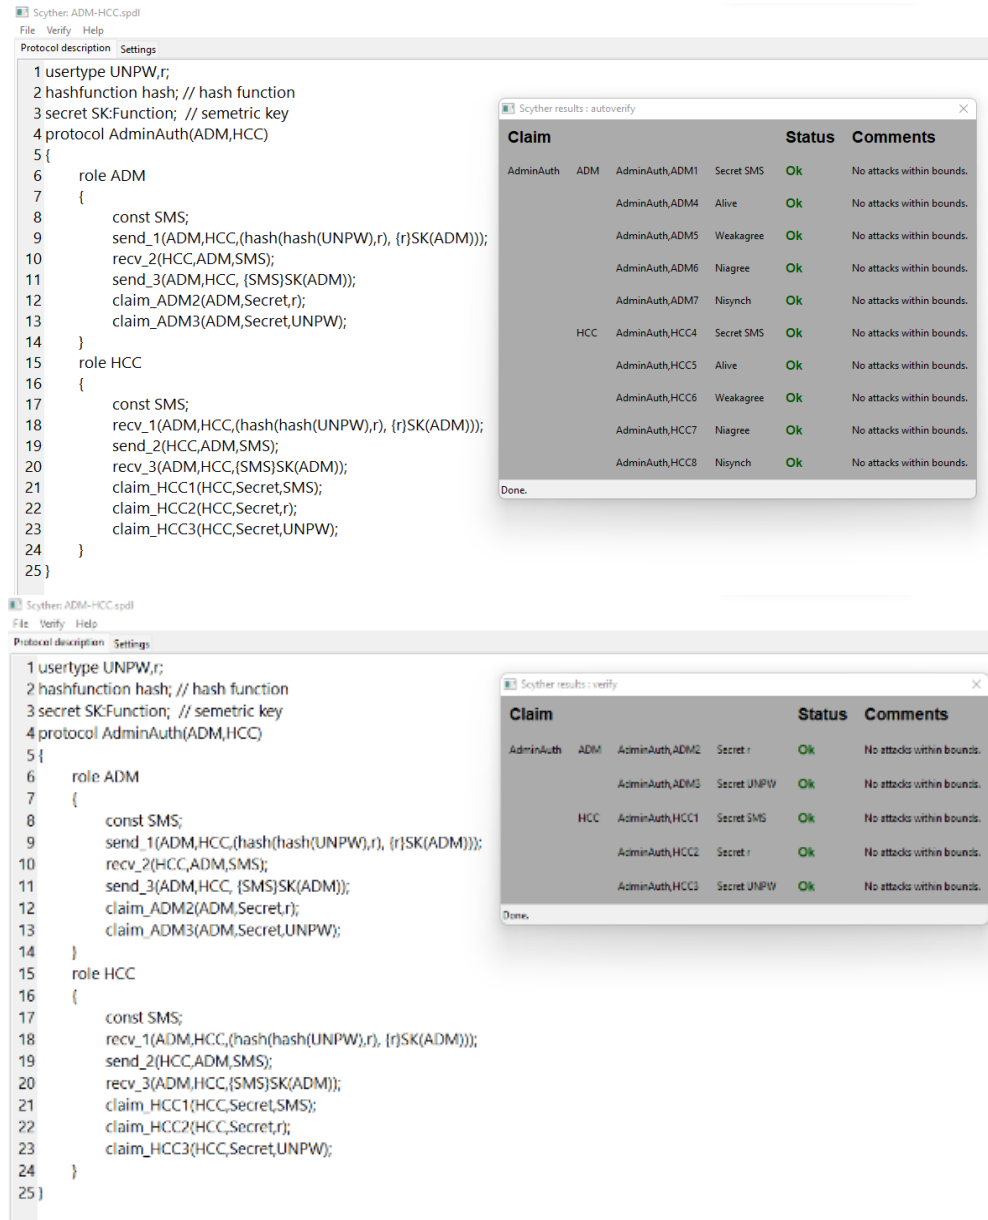 Scyther: ADM-HCC.spdl
File Verify Help
Protocol description Settings
1 usertype UNPW,r;
2 hashfunction hash; // hash function
3 secret SK:Function; // semetric key
4 protocol AdminAuth(ADM,HCC)
5 {
6 role ADM
7 {
8 const SMS;
9 send_1(ADM,HCC,(hash(hash(UNPW),r), {r}SK(ADM)));
10 recv_2(HCC,ADM,SMS);
11 send_3(ADM,HCC, {SMS}SK(ADM));
12 claim_ADM2(ADM,Secret,r);
13 claim_ADM3(ADM,Secret,UNPW);
14 }
15 role HCC
16 {
17 const SMS;
18 recv_1(ADM,HCC,(hash(hash(UNPW),r), {r}SK(ADM)));
19 send_2(HCC,ADM,SMS);
20 recv_3(ADM,HCC,{SMS}SK(ADM));
21 claim_HCC1(HCC,Secret,SMS);
22 claim_HCC2(HCC,Secret,r);
23 claim_HCC3(HCC,Secret,UNPW);
24 }
25 }
Scyther results : autoverify
Claim Status Comments
AdminAuth ADM AdminAuth,ADM1 Secret SMS Ok No attacks within bounds.
AdminAuth,ADM4 Alive Ok No attacks within bounds.
AdminAuth,ADM5 Weakagree Ok No attacks within bounds.
AdminAuth,ADM6 Niagree Ok No attacks within bounds.
AdminAuth,ADM7 Nisynch Ok No attacks within bounds.
HCC AdminAuth,HCC4 Secret SMS Ok No attacks within bounds.
AdminAuth,HCC5 Alive Ok No attacks within bounds.
AdminAuth,HCC6 Weakagree Ok No attacks within bounds.
AdminAuth,HCC7 Niagree Ok No attacks within bounds.
AdminAuth,HCC8 Nisynch Ok No attacks within bounds.
Done.
Scyther: ADM-HCC.spdl
File Verify Help
Protocol description Settings
1 usertype UNPW,r;
2 hashfunction hash; // hash function
3 secret SK:Function; // semetric key
4 protocol AdminAuth(ADM,HCC)
5 {
6 role ADM
7 {
8 const SMS;
9 send_1(ADM,HCC,(hash(hash(UNPW),r), {r}SK(ADM)));
10 recv_2(HCC,ADM,SMS);
11 send_3(ADM,HCC, {SMS}SK(ADM));
12 claim_ADM2(ADM,Secret,r);
13 claim_ADM3(ADM,Secret,UNPW);
14 }
15 role HCC
16 {
17 const SMS;
18 recv_1(ADM,HCC,(hash(hash(UNPW),r), {r}SK(ADM)));
19 send_2(HCC,ADM,SMS);
20 recv_3(ADM,HCC,{SMS}SK(ADM));
21 claim_HCC1(HCC,Secret,SMS);
22 claim_HCC2(HCC,Secret,r);
23 claim_HCC3(HCC,Secret,UNPW);
24 }
25 }
Scyther results : verify
Claim Status Comments
AdminAuth ADM AdminAuth,ADM2 Secret r Ok No attacks within bounds.
AdminAuth,ADM3 Secret UNPW Ok No attacks within bounds.
HCC AdminAuth,HCC1 Secret SMS Ok No attacks within bounds.
AdminAuth,HCC2 Secret r Ok No attacks within bounds.
AdminAuth,HCC3 Secret UNPW Ok No attacks within bounds.
Done.